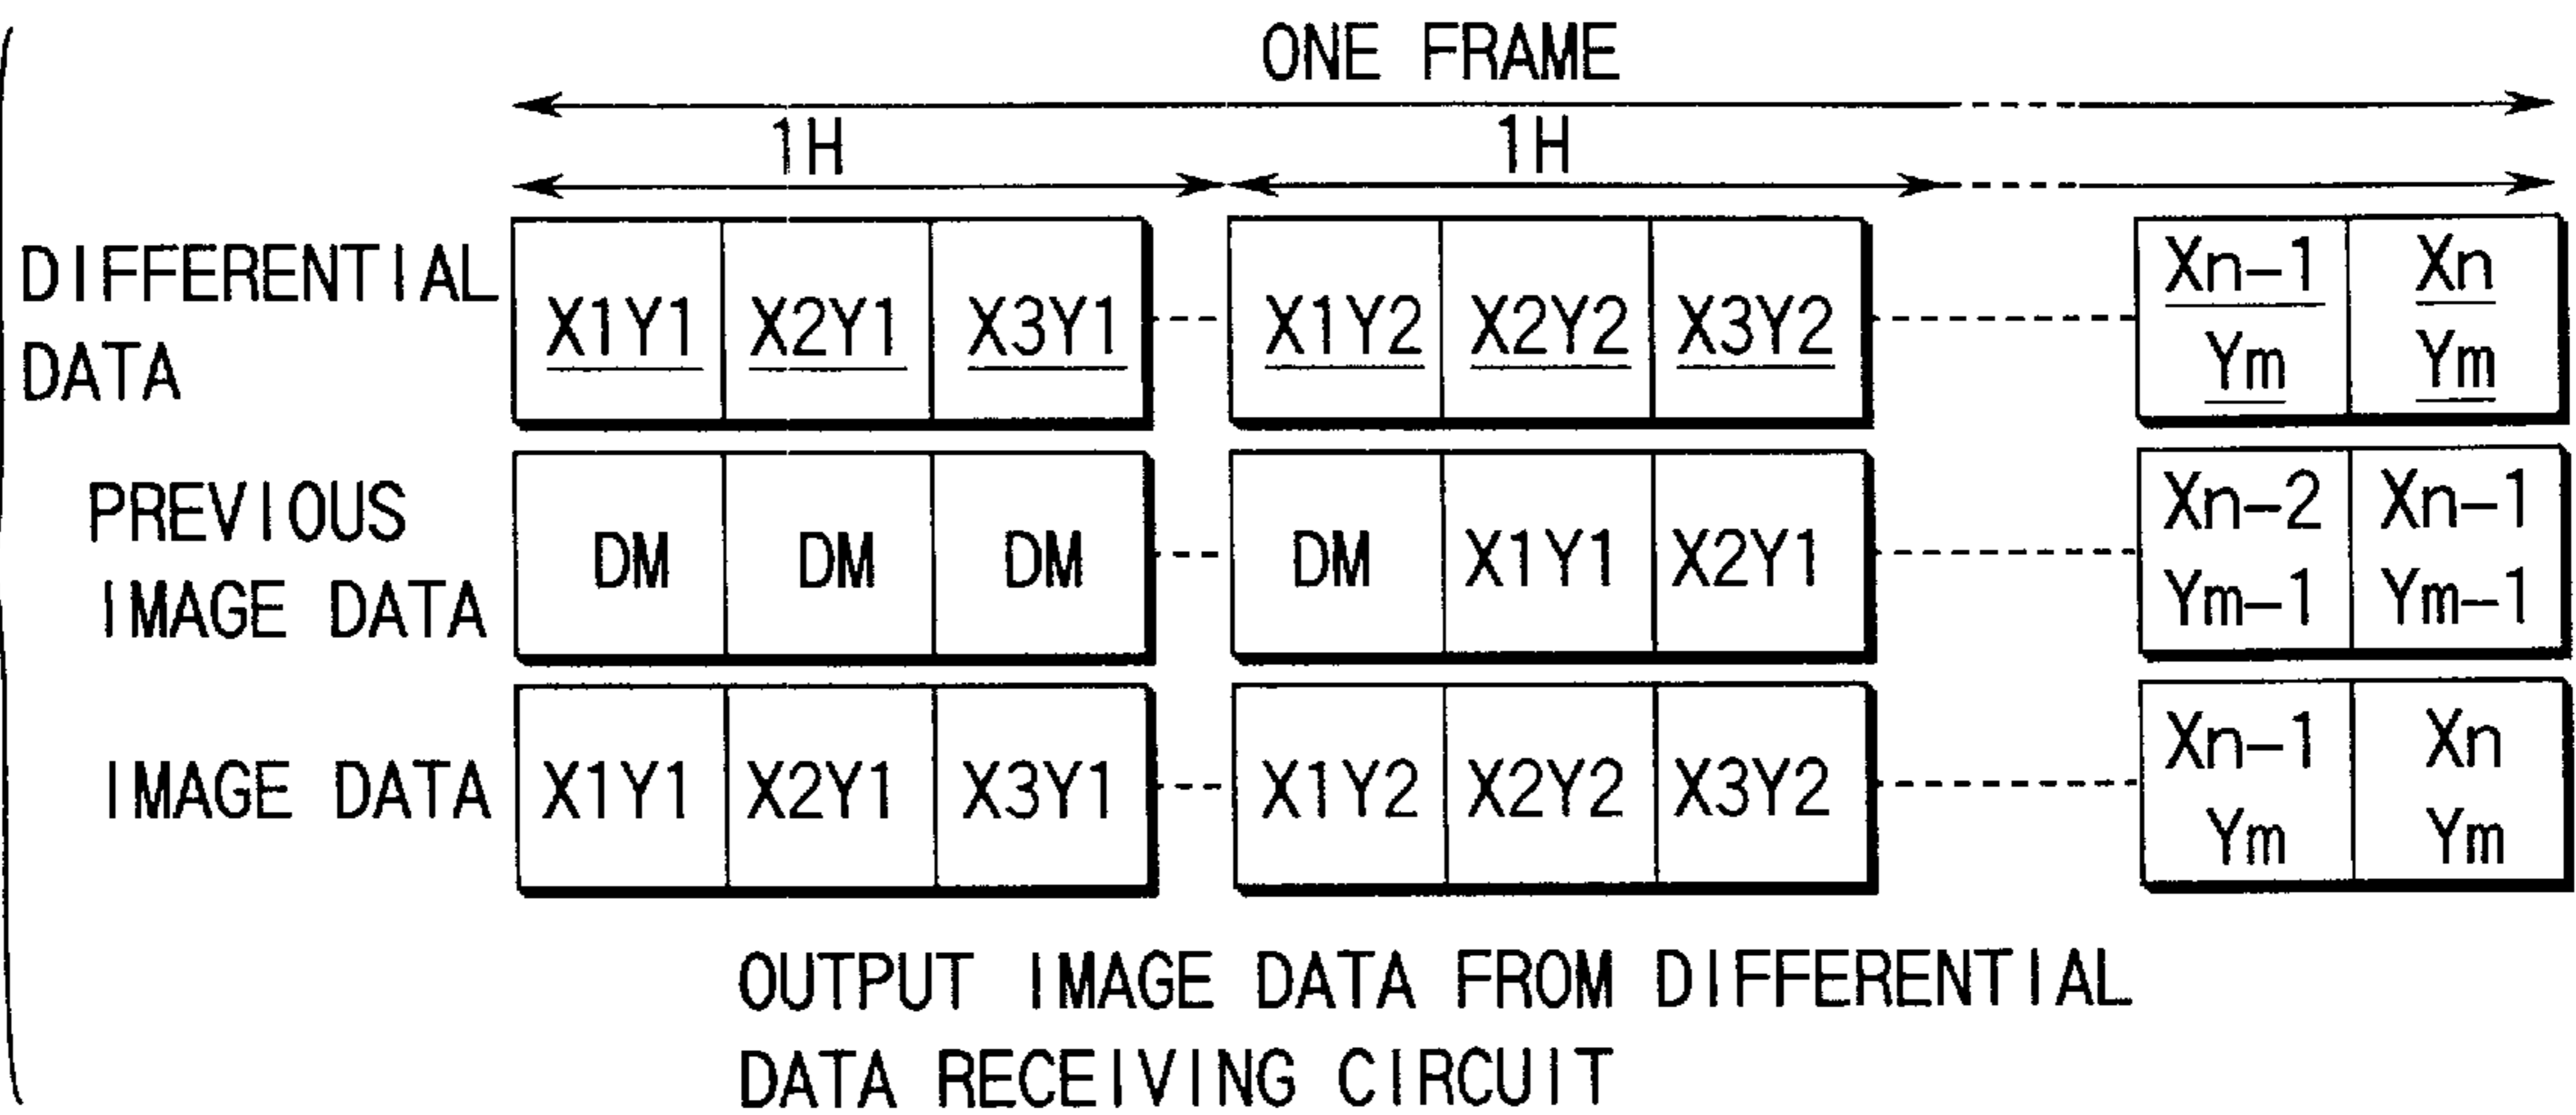 ONE FRAME
1H 1H
DIFFERENTIAL DATA
X1Y1 X2Y1 X3Y1 X1Y2 X2Y2 X3Y2 Xn-1 Ym Xn Ym
PREVIOUS IMAGE DATA
DM DM DM DM X1Y1 X2Y1 Xn-2 Ym-1 Xn-1 Ym-1
IMAGE DATA
X1Y1 X2Y1 X3Y1 X1Y2 X2Y2 X3Y2 Xn-1 Ym Xn Ym
OUTPUT IMAGE DATA FROM DIFFERENTIAL
DATA RECEIVING CIRCUIT